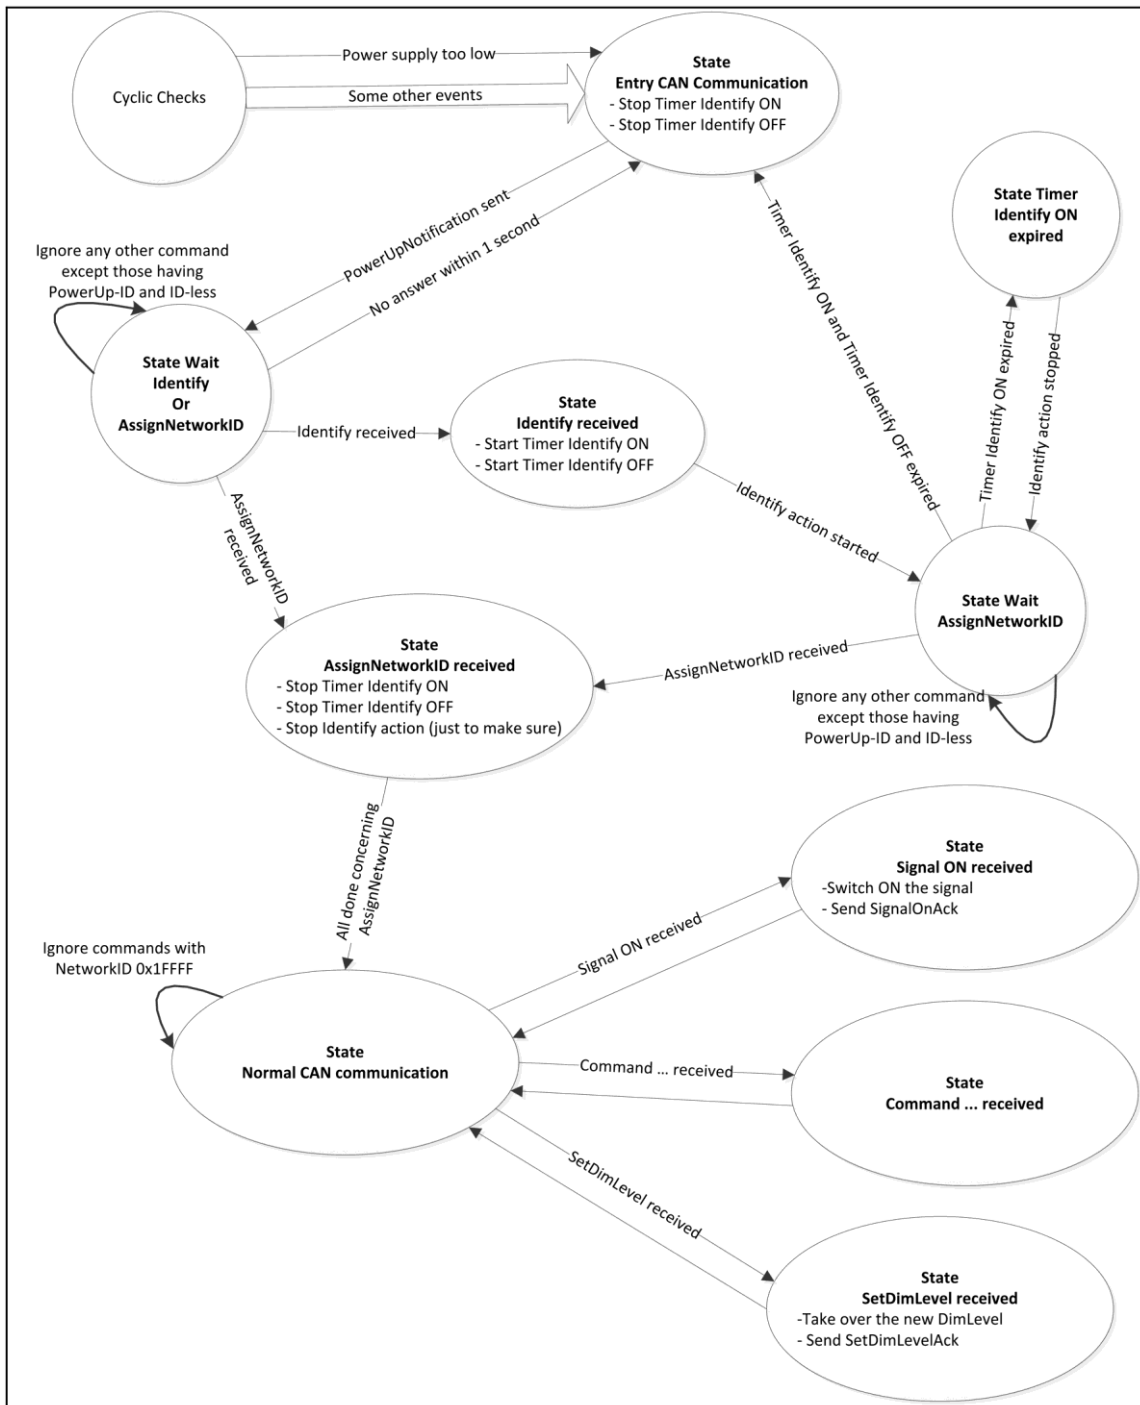 Cyclic Checks
Power supply too low
Some other events
State
Entry CAN Communication
- Stop Timer Identify ON
- Stop Timer Identify OFF
State Timer
Identify ON
expired
PowerUpNotification sent
No answer within 1 second
Timer Identify ON and Timer Identify OFF expired
Timer Identify ON expired
Identify action stopped
Ignore any other command
except those having
PowerUp-ID and ID-less
State Wait
Identify
Or
AssignNetworkID
Identify received
State
Identify received
- Start Timer Identify ON
- Start Timer Identify OFF
Identify action started
AssignNetworkID
received
State Wait
AssignNetworkID
AssignNetworkID received
State
AssignNetworkID received
- Stop Timer Identify ON
- Stop Timer Identify OFF
- Stop Identify action (just to make sure)
Ignore any other command
except those having
PowerUp-ID and ID-less
All done concerning
AssignNetworkID
State
Signal ON received
-Switch ON the signal
- Send SignalOnAck
Signal ON received
Ignore commands with
NetworkID 0x1FFFF
State
Normal CAN communication
Command ... received
State
Command ... received
SetDimLevel received
State
SetDimLevel received
-Take over the new DimLevel
- Send SetDimLevelAck